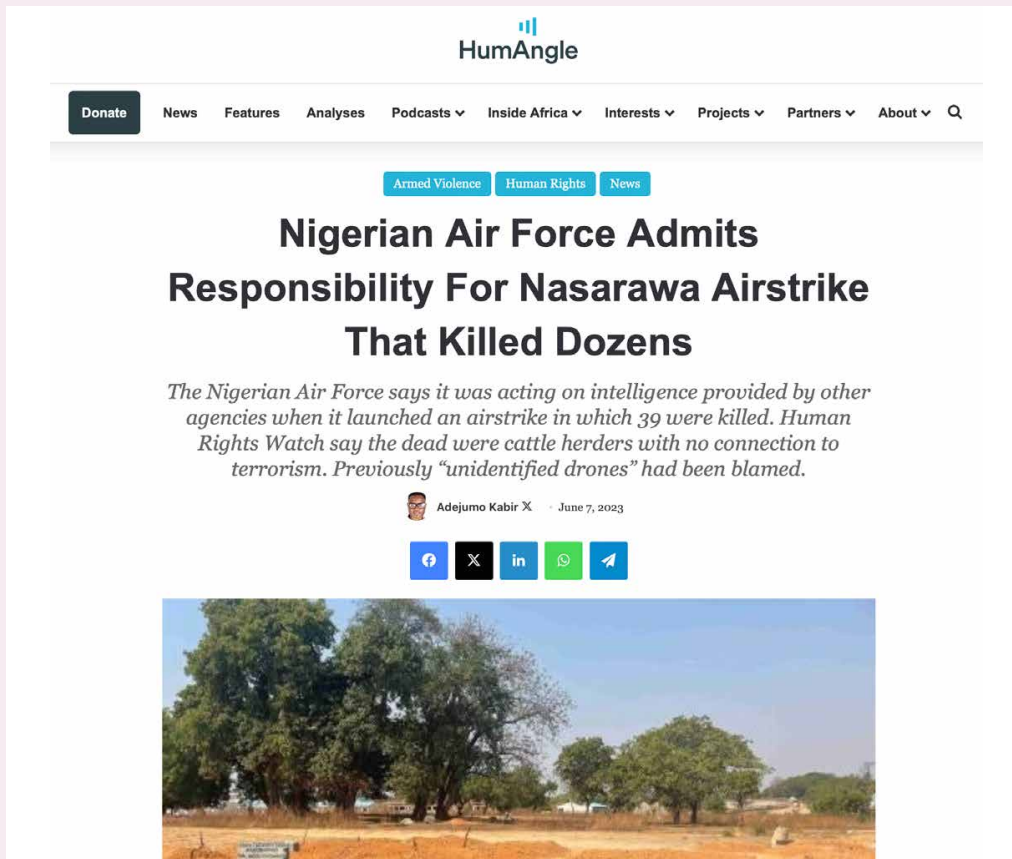 HumAngle
Donate News Features Analyses Podcasts Inside Africa Interests Projects Partners About
Armed Violence Human Rights News
Nigerian Air Force Admits
Responsibility For Nasarawa Airstrike
That Killed Dozens
The Nigerian Air Force says it was acting on intelligence provided by other
agencies when it launched an airstrike in which 39 were killed. Human
Rights Watch say the dead were cattle herders with no connection to
terrorism. Previously “unidentified drones” had been blamed.
Adejumo Kabir X · June 7, 2023
f X in